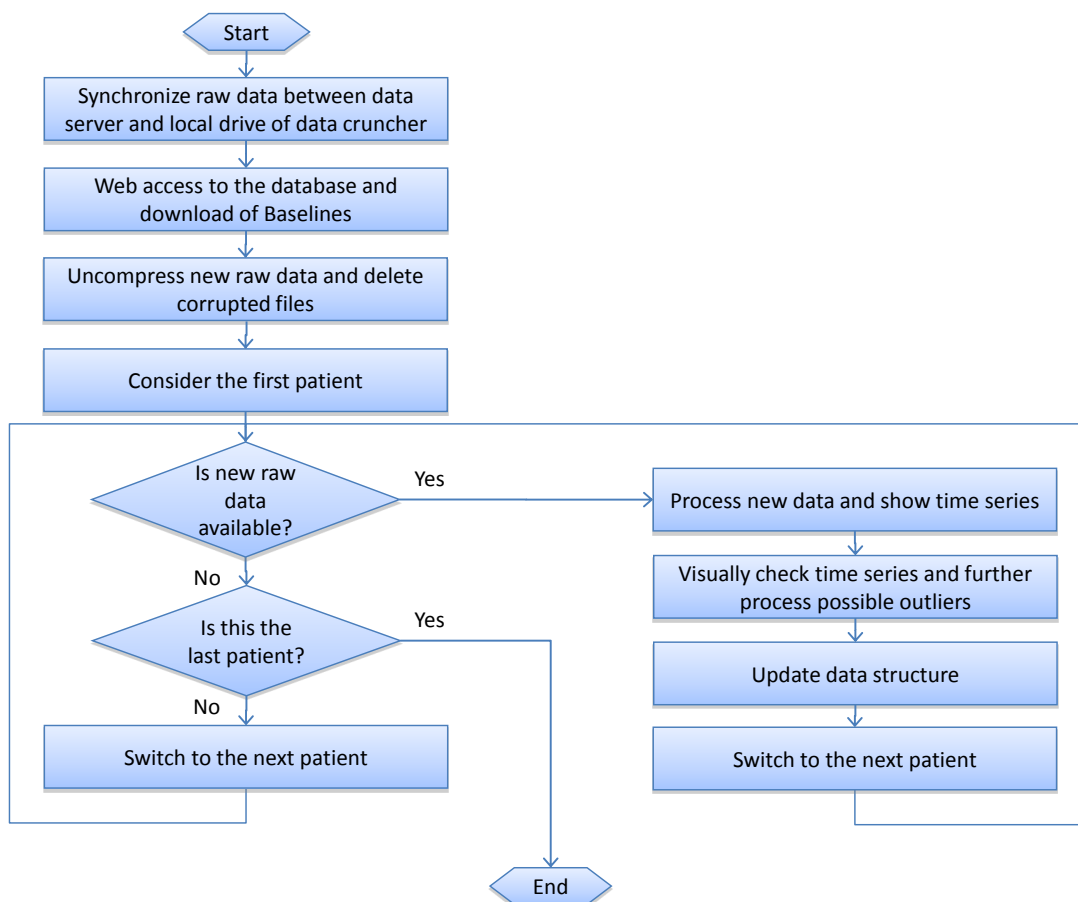 Start
Synchronize raw data between data
server and local drive of data cruncher
Web access to the database and
download of Baselines
Uncompress new raw data and delete
corrupted files
Consider the first patient
Is new raw
data
available?
Yes
No
Is this the
last patient?
Yes
No
Switch to the next patient
Process new data and show time series
Visually check time series and further
process possible outliers
Update data structure
Switch to the next patient
End